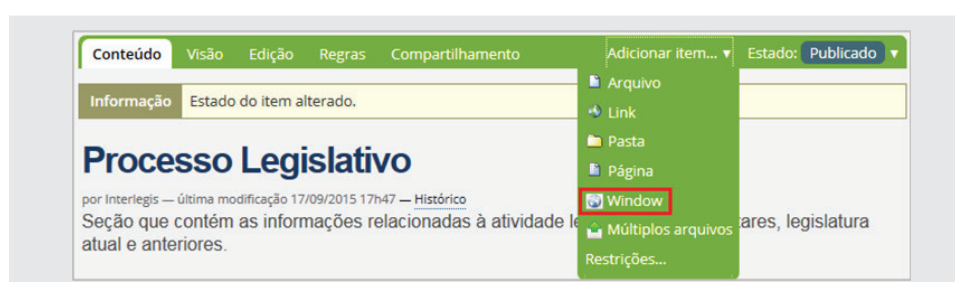 Conteúdo Visão Edição Regras Compartilhamento Adicionar item... Estado: Publicado
Arquivo
Informação Estado do item alterado.
Link
Pasta
Processo Legislativo
Página
por Interlegis — última modificação 17/09/2015 17h47 — Histórico
Window
Seção que contém as informações relacionadas à atividade le
tares, legislatura
Múltiplos arquivos
atual e anteriores.
Restrições...